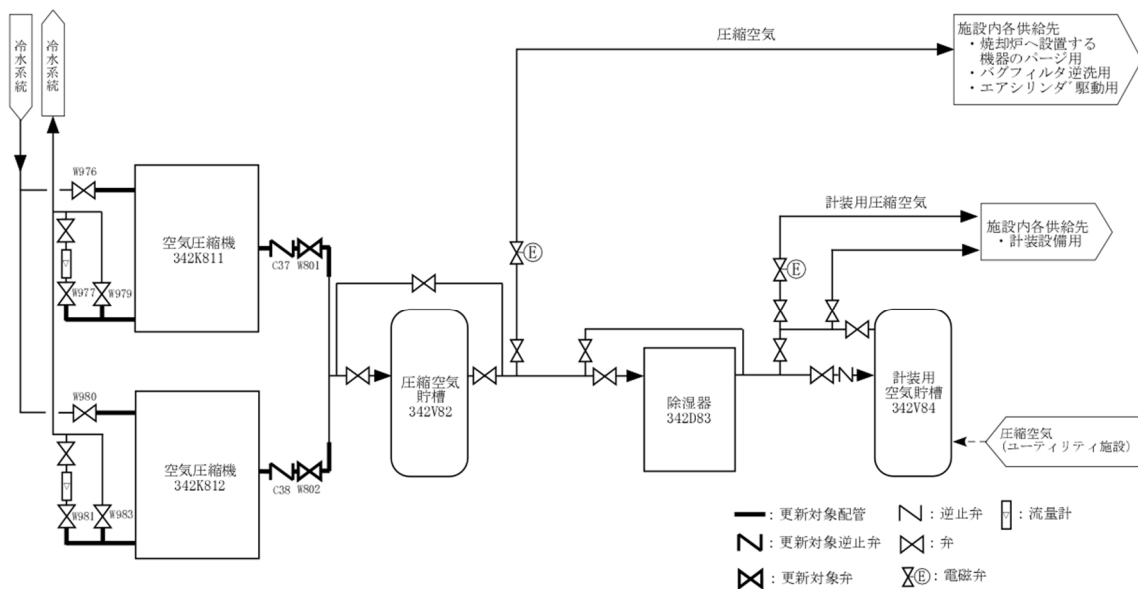 冷水系統
冷水系統
圧縮空気
施設内各供給先
・焼却炉へ設置する
機器のパージ用
・バグフィルタ逆洗用
・エアシリンダ駆動用
W976
空気圧縮機
342K811
C37
W801
W977
W979
計装用圧縮空気
施設内各供給先
・計装設備用
E
E
圧縮空気
貯槽
342V82
除湿器
342D83
計装用
空気貯槽
342V84
W980
空気圧縮機
342K812
C38
W802
W981
W983
圧縮空気
(ユーティリティ施設)
：更新対象配管
：逆止弁
：流量計
：更新対象逆止弁
：弁
：更新対象弁
E：電磁弁